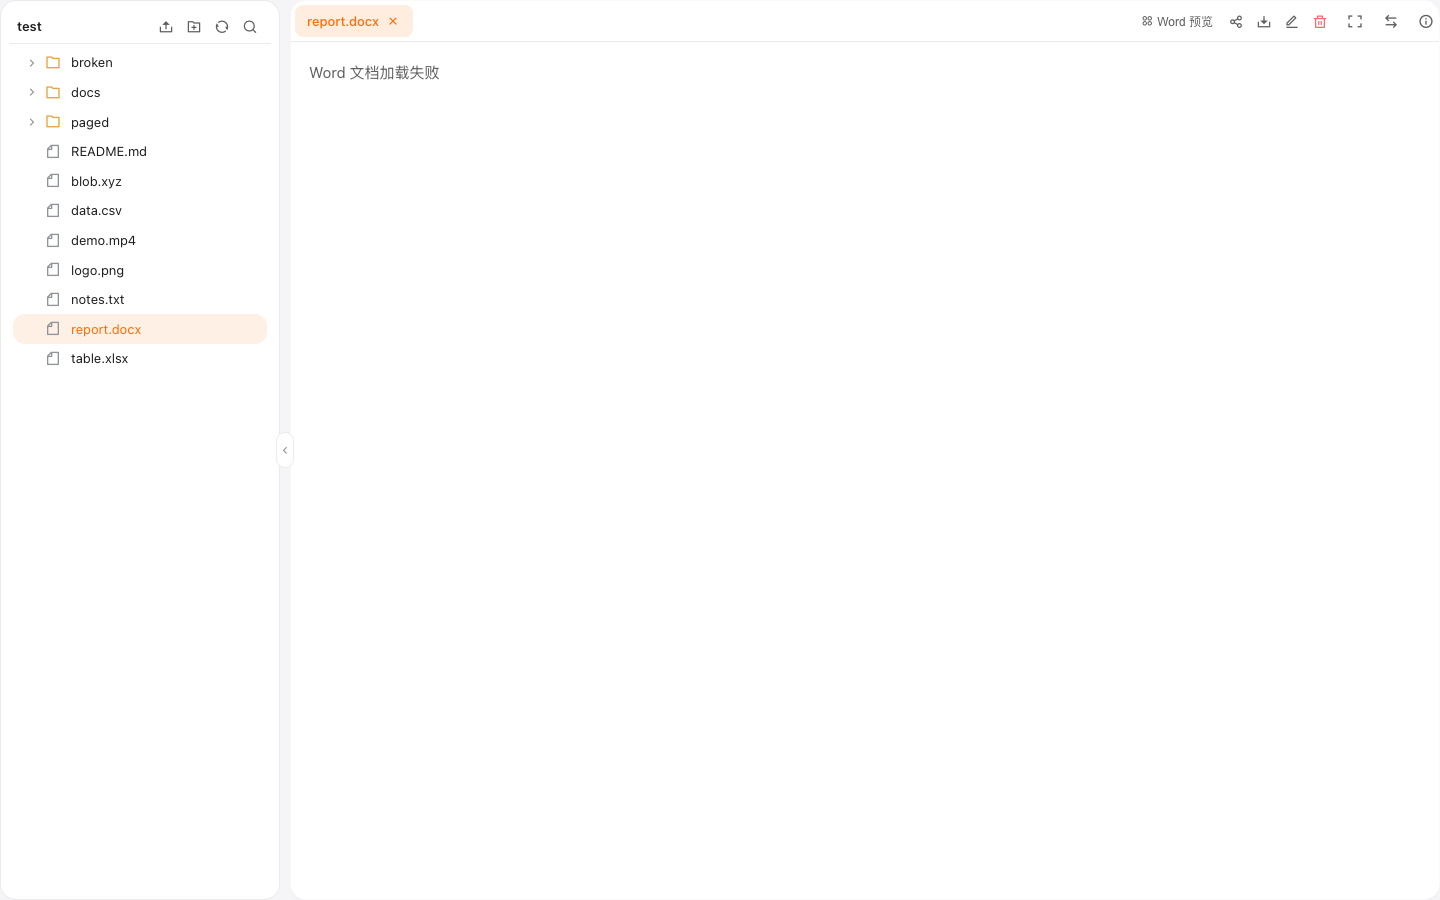 test
broken
docs
paged
README.md
blob.xyz
data.csv
demo.mp4
logo.png
notes.txt
report.docx
table.xlsx
report.docx
Word 预览
Word 文档加载失败